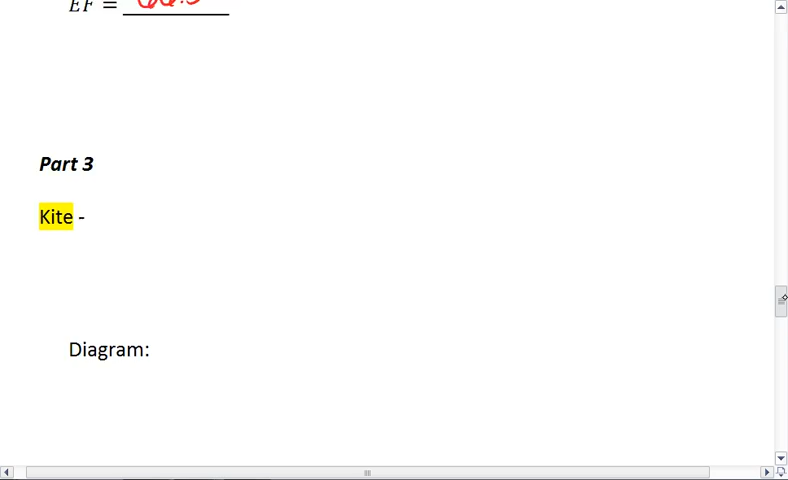 EF =
Part 3
Kite -
Diagram: